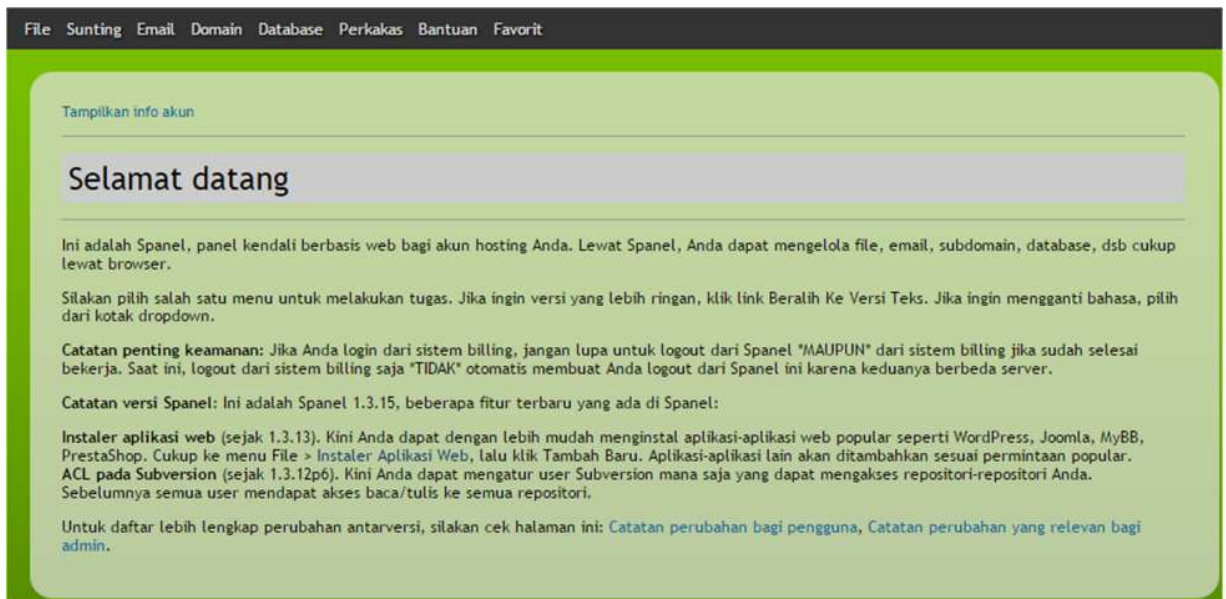 File Sunting Email Domain Database Perkakas Bantuan Favorit
Tampilkan info akun
Selamat datang
Ini adalah Spanel, panel kendali berbasis web bagi akun hosting Anda. Lewat Spanel, Anda dapat mengelola file, email, subdomain, database, dsb cukup
lewat browser.
Silakan pilih salah satu menu untuk melakukan tugas. Jika ingin versi yang lebih ringan, klik link Beralih Ke Versi Teks. Jika ingin mengganti bahasa, pilih
dari kotak dropdown.
Catatan penting keamanan: Jika Anda login dari sistem billing, jangan lupa untuk logout dari Spanel *MAUPUN* dari sistem billing jika sudah selesai
bekerja. Saat ini, logout dari sistem billing saja *TIDAK* otomatis membuat Anda logout dari Spanel ini karena keduanya berbeda server.
Catatan versi Spanel: Ini adalah Spanel 1.3.15, beberapa fitur terbaru yang ada di Spanel:
Instaler aplikasi web (sejak 1.3.13). Kini Anda dapat dengan lebih mudah menginstal aplikasi-aplikasi web popular seperti WordPress, Joomla, MyBB,
PrestaShop. Cukup ke menu File > Instaler Aplikasi Web, lalu klik Tambah Baru. Aplikasi-aplikasi lain akan ditambahkan sesuai permintaan popular.
ACL pada Subversion (sejak 1.3.12p6). Kini Anda dapat mengatur user Subversion mana saja yang dapat mengakses repositori-repositori Anda.
Sebelumnya semua user mendapat akses baca/tulis ke semua repositori.
Untuk daftar lebih lengkap perubahan antarversi, silakan cek halaman ini: Catatan perubahan bagi pengguna, Catatan perubahan yang relevan bagi
admin.